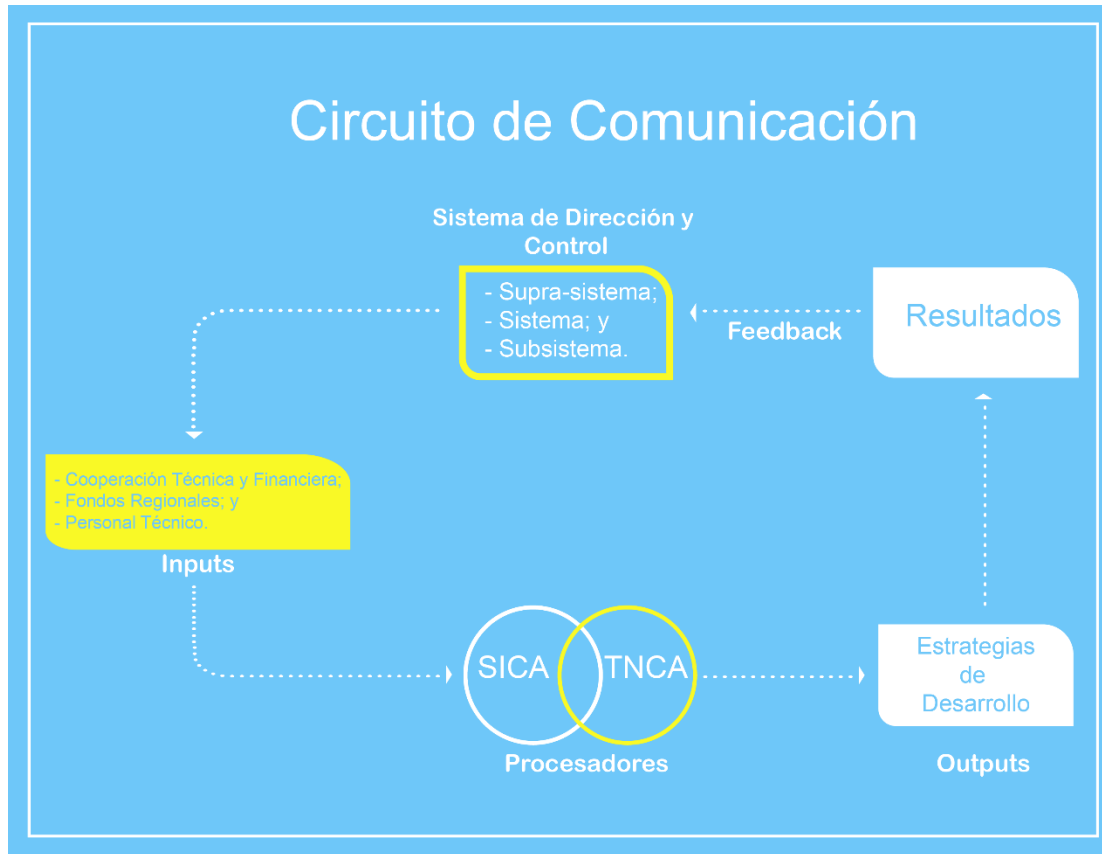 Circuito de Comunicación
Sistema de Dirección y
Control
- Supra-sistema;
- Sistema; y
- Subsistema.
Feedback
Resultados
- Cooperación Técnica y Financiera;
- Fondos Regionales; y
- Personal Técnico.
Inputs
SICA
TNCA
Procesadores
Estrategias
de
Desarrollo
Outputs